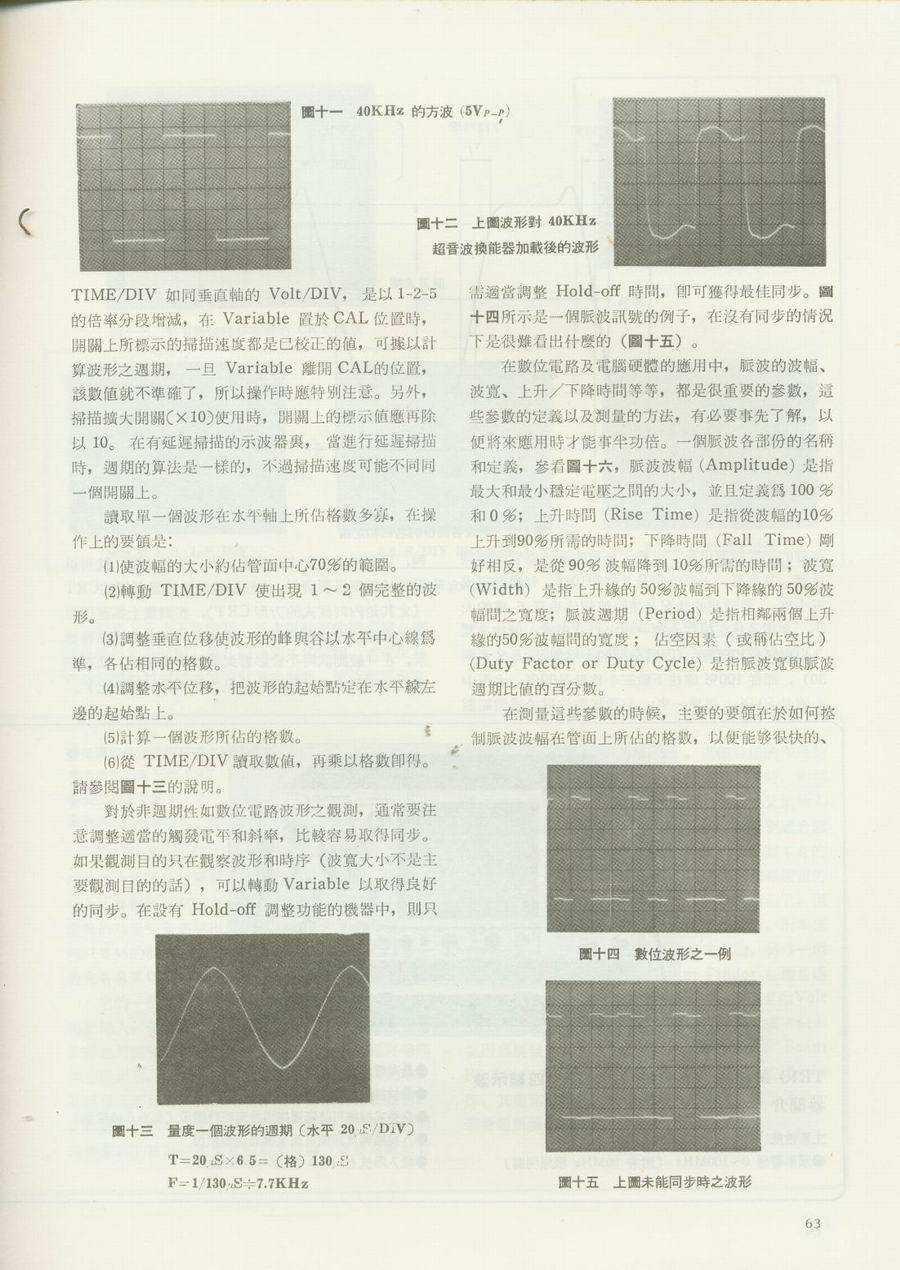 圖十一　40KHz 的方波（5VP-P）
圖十二　上圖波形對 40KHz
超音波換能器加載後的波形
TIME/DIV 如同垂直軸的 Volt/DIV， 是以 1-2-5
的倍率分段增減，在 Variable 置於 CAL 位置時，
開關上所標示的掃描速度都是已校正的値，可據以計
算波形之週期， 一旦 Variable 離開 CAL的位置，
該數値就不準確了，所以操作時應特別注意。另外，
掃描擴大開關(×10)使用時，開關上的標示値應再除
以 10。 在有延遲掃描的示波器裏， 當進行延遲掃描
時，週期的算法是一樣的，不過掃描速度可能不同同
一個開關上。
讀取單一個波形在水平軸上所佔格數多寡，在操
作上的要領是：
⑴使波幅的大小約佔管面中心70％的範圍。
⑵轉動 TIME/DIV 使出現 1～2 個完整的波
形。
⑶調整垂直位移使波形的峰與谷以水平中心線爲
準，各佔相同的格數。
⑷調整水平位移，把波形的起始點定在水平線左
邊的起始點上。
⑸計算一個波形所佔的格數。
⑹從 TIME/DIV 讀取數値，再乘以格數卽得。
請參閱圖十三的說明。
對於非週期性如數位電路波形之觀測，通常要注
意調整適當的觸發電平和斜率，比較容易取得同步。
如果觀測目的只在觀察波形和時序（波寬大小不是主
要觀測目的的話），可以轉動 Variable 以取得良好
的同步。在設有 Hold-off 調整功能的機器中，則只
圖十三　量度一個波形的週期（水平 20μS/DIV）
T=20μS×6.5=（格）130μS
F=1/130μS≑7.7KHz
需適當調整 Hold-off 時間，卽可獲得最佳同步。圖
十四所示是一個脈波訊號的例子，在沒有同步的情況
下是很難看出什麼的（圖十五）。
在數位電路及電腦硬體的應用中，脈波的波幅、
波寬、上升／下降時間等等，都是很重要的參數，這
些參數的定義以及測量的方法，有必要事先了解，以
便將來應用時才能事半功倍。一個脈波各部份的名稱
和定義，參看圖十六，脈波波幅 (Amplitude) 是指
最大和最小穩定電壓之間的大小，並且定義爲 100 ％
和 0 ％；上升時間 (Rise Time) 是指從波幅的10％
上升到90％所需的時間；下降時間 (Fall Time) 剛
好相反，是從 90％ 波幅降到 10％所需的時間；波寬
(Width) 是指上升緣的 50％波幅到下降緣的 50％波
幅間之寬度；脈波週期 (Period) 是指相鄰兩個上升
緣的50％波幅間的寬度； 佔空因素（或稱佔空比）
(Duty Factor or Duty Cycle) 是指脈波寬與脈波
週期比値的百分數。
在測量這些參數的時候，主要的要領在於如何控
制脈波波幅在管面上所佔的格數，以便能够很快的、
圖十四　數位波形之一例
圖十五　上圖未能同步時之波形
63